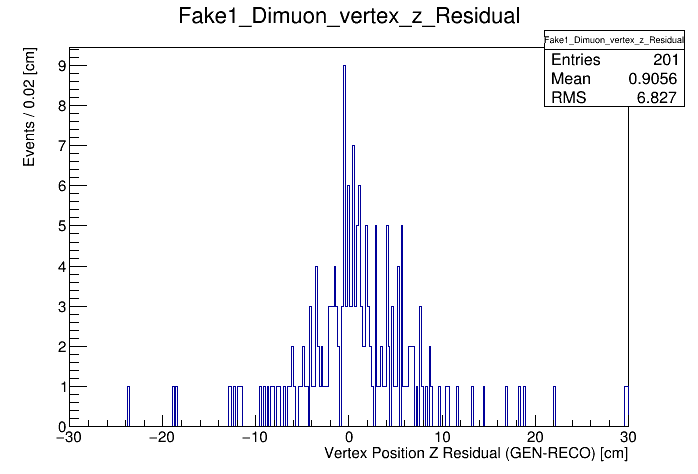 Fake1_Dimuon_vertex_z_Residual
Fake1_Dimuon_vertex_z_Residual
Entries 201
Mean 0.9056
RMS 6.827
Events / 0.02 [cm]
9
8
7
6
5
4
3
2
1
0
−30 −20 −10 0 10 20 30
Vertex Position Z Residual (GEN-RECO) [cm]